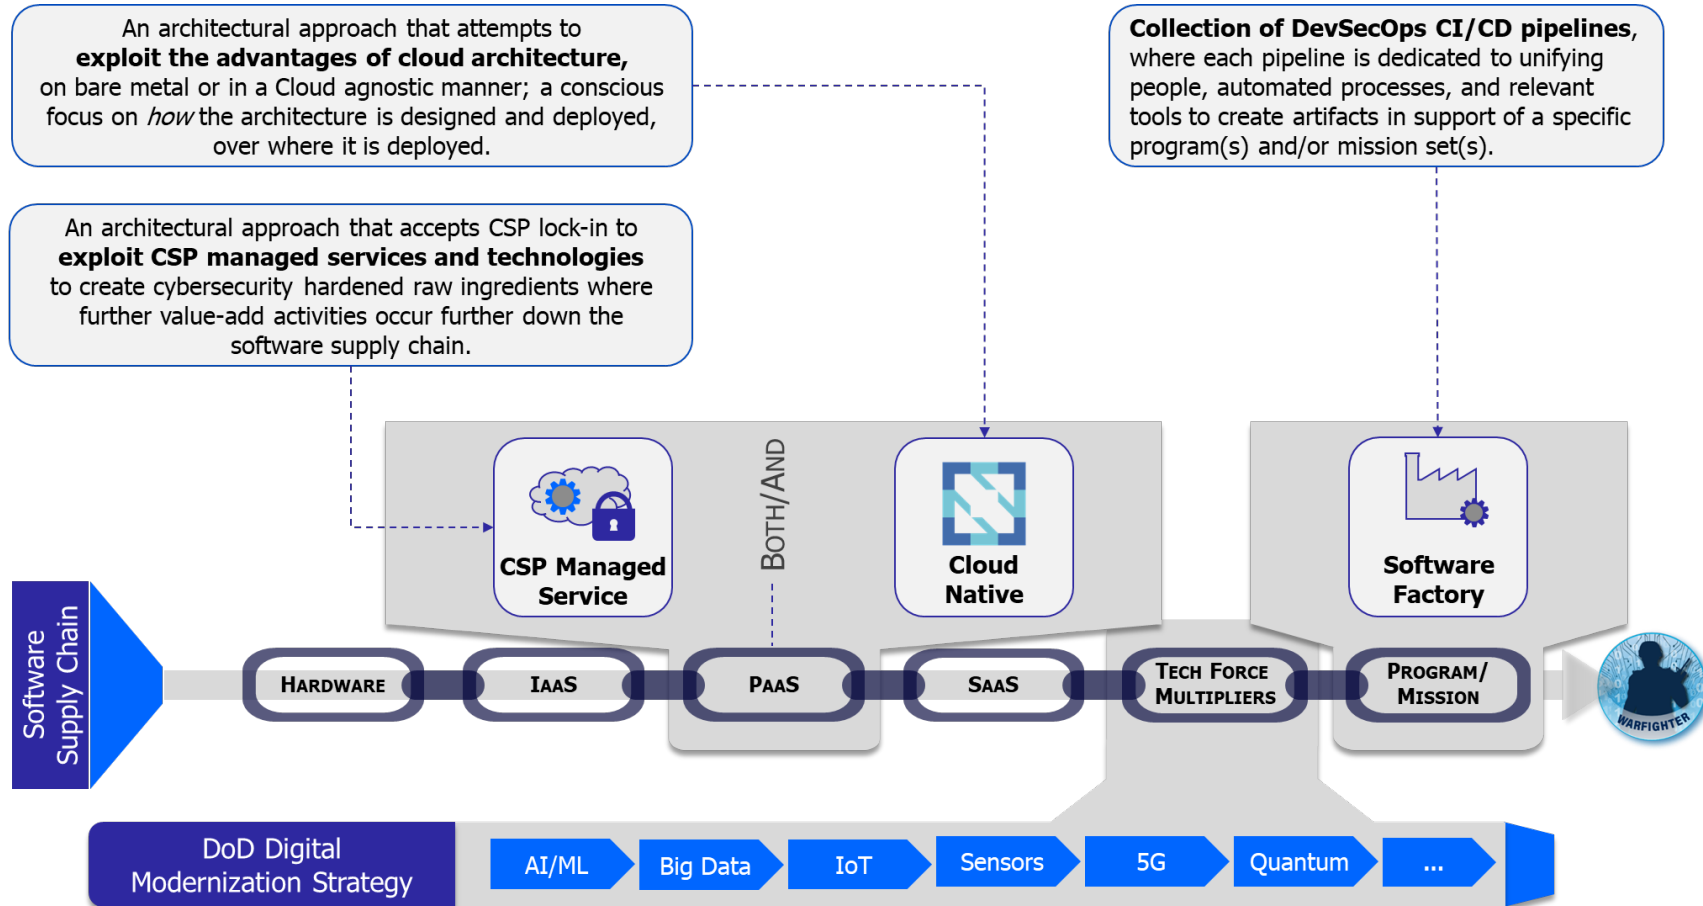 An architectural approach that attempts to
exploit the advantages of cloud architecture,
on bare metal or in a Cloud agnostic manner; a conscious
focus on how the architecture is designed and deployed,
over where it is deployed.
Collection of DevSecOps CI/CD pipelines,
where each pipeline is dedicated to unifying
people, automated processes, and relevant
tools to create artifacts in support of a specific
program(s) and/or mission set(s).
An architectural approach that accepts CSP lock-in to
exploit CSP managed services and technologies
to create cybersecurity hardened raw ingredients where
further value-add activities occur further down the
software supply chain.
CSP Managed
Service
BOTH/AND
Cloud
Native
Software
Factory
Software
Supply Chain
HARDWARE
IAAS
PAAS
SAAS
TECH FORCE
MULTIPLIERS
PROGRAM/
MISSION
WARFIGHTER
DoD Digital
Modernization Strategy
AI/ML
Big Data
IoT
Sensors
5G
Quantum
...